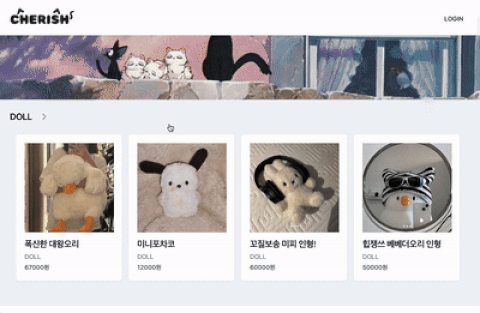 CHERISH
LOGIN
DOLL >
폭신한 대왕오리
DOLL
67000원
미니포차코
DOLL
12000원
꼬질보송 미피 인형!
DOLL
60000원
힙쟁쓰 베베더오리 인형
DOLL
50000원